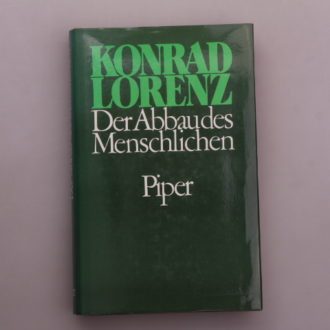 KONRAD
LORENZ
Der Abbau des
Menschlichen
Piper